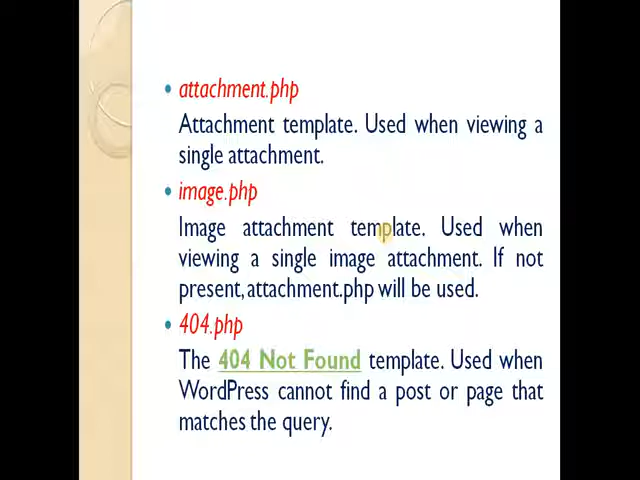 attachment.php
Attachment template. Used when viewing a
single attachment.
image.php
Image attachment template. Used when
viewing a single image attachment. If not
present, attachment.php will be used.
404.php
The 404 Not Found template. Used when
WordPress cannot find a post or page that
matches the query.